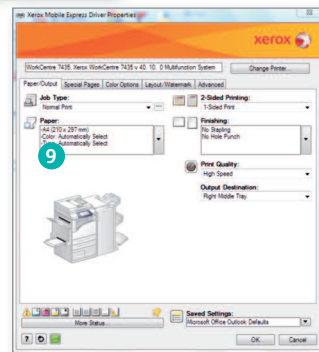 Xerox Mobile Express Driver Properties
xerox
WorkCentre 7435, Xerox WorkCentre 7435 v 40. 10. 0 Multifunction System
Change Printer...
Paper/Output Special Pages Color Options Layout/Watermark Advanced
Job Type:
Normal Print
2-Sided Printing:
1-Sided Print
Paper:
-A4 (210 x 297 mm)
-Color: Automatically Select
Automatically Select
9
Finishing:
No Stapling
No Hole Punch
Print Quality:
High Speed
Output Destination:
Right Middle Tray
More Status...
Saved Settings:
Microsoft Office Outlook Defaults
?
OK
Cancel